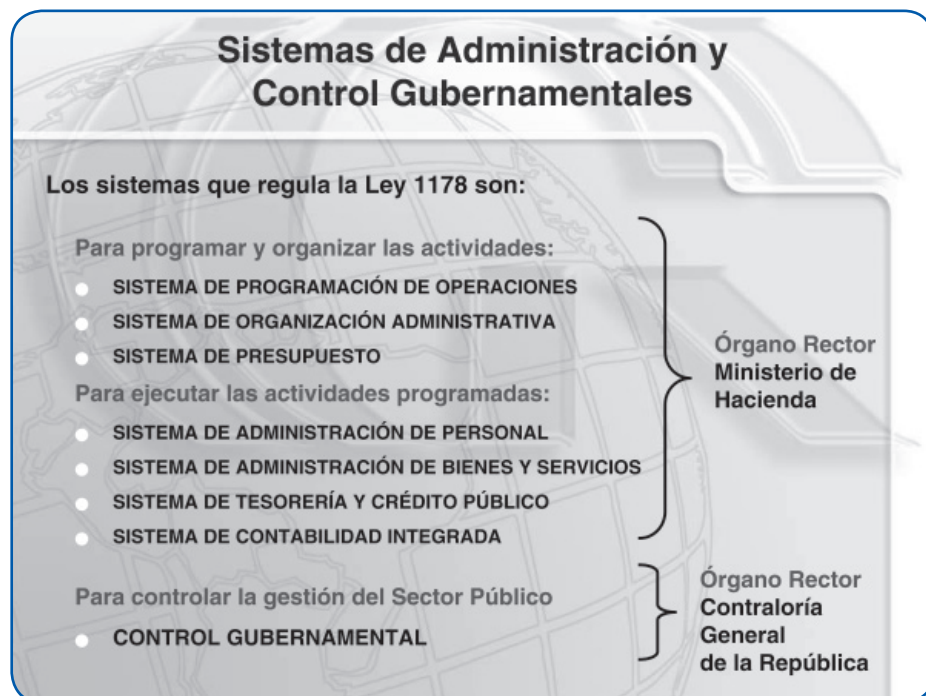 Sistemas de Administración y
Control Gubernamentales
Los sistemas que regula la Ley 1178 son:
Para programar y organizar las actividades:
SISTEMA DE PROGRAMACIÓN DE OPERACIONES
SISTEMA DE ORGANIZACIÓN ADMINISTRATIVA
SISTEMA DE PRESUPUESTO
Para ejecutar las actividades programadas:
SISTEMA DE ADMINISTRACIÓN DE PERSONAL
SISTEMA DE ADMINISTRACIÓN DE BIENES Y SERVICIOS
SISTEMA DE TESORERÍA Y CRÉDITO PÚBLICO
SISTEMA DE CONTABILIDAD INTEGRADA
Órgano Rector
Ministerio de
Hacienda
Para controlar la gestión del Sector Público
CONTROL GUBERNAMENTAL
Órgano Rector
Contraloría
General
de la República